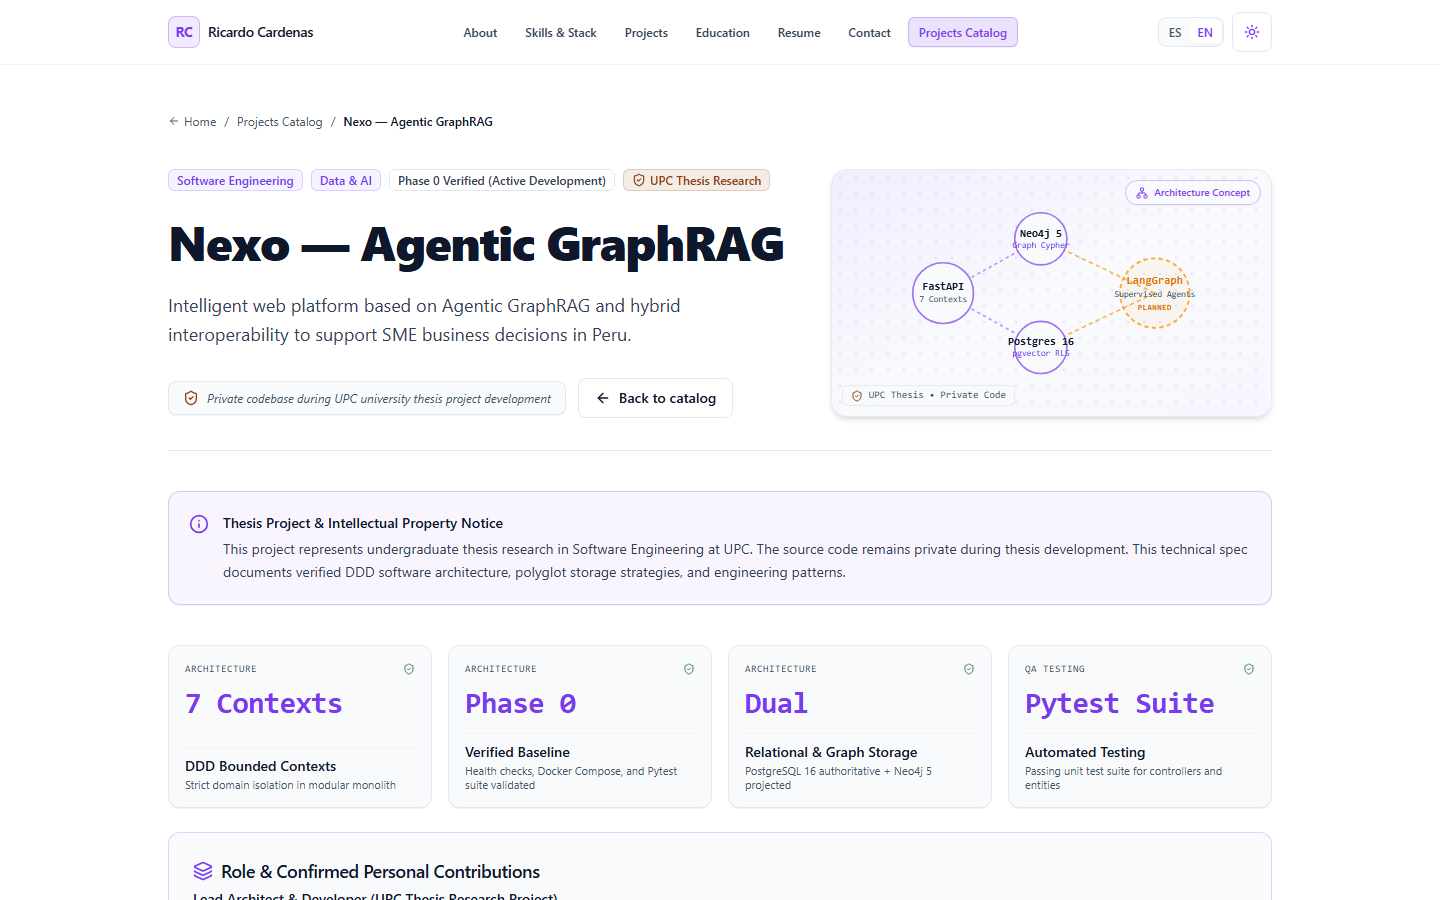 RC Ricardo Cardenas About Skills & Stack Projects Education Resume Contact Projects Catalog ES EN
← Home / Projects Catalog / Nexo — Agentic GraphRAG
Software Engineering Data & AI Phase 0 Verified (Active Development) UPC Thesis Research
Nexo — Agentic GraphRAG
Intelligent web platform based on Agentic GraphRAG and hybrid
interoperability to support SME business decisions in Peru.
Private codebase during UPC university thesis project development
← Back to catalog
Architecture Concept
Neo4j 5
Graph Cypher
FastAPI
7 Contexts
LangGraph
Supervised Agents
PLANNED
Postgres 16
pgvector RLS
UPC Thesis • Private Code
Thesis Project & Intellectual Property Notice
This project represents undergraduate thesis research in Software Engineering at UPC. The source code remains private during thesis development. This technical spec
documents verified DDD software architecture, polyglot storage strategies, and engineering patterns.
ARCHITECTURE
7 Contexts
DDD Bounded Contexts
Strict domain isolation in modular monolith
ARCHITECTURE
Phase 0
Verified Baseline
Health checks, Docker Compose, and Pytest
suite validated
ARCHITECTURE
Dual
Relational & Graph Storage
PostgreSQL 16 authoritative + Neo4j 5
projected
QA TESTING
Pytest Suite
Automated Testing
Passing unit test suite for controllers and
entities
Role & Confirmed Personal Contributions
Lead Architect & Developer (UPC Thesis Research Project)